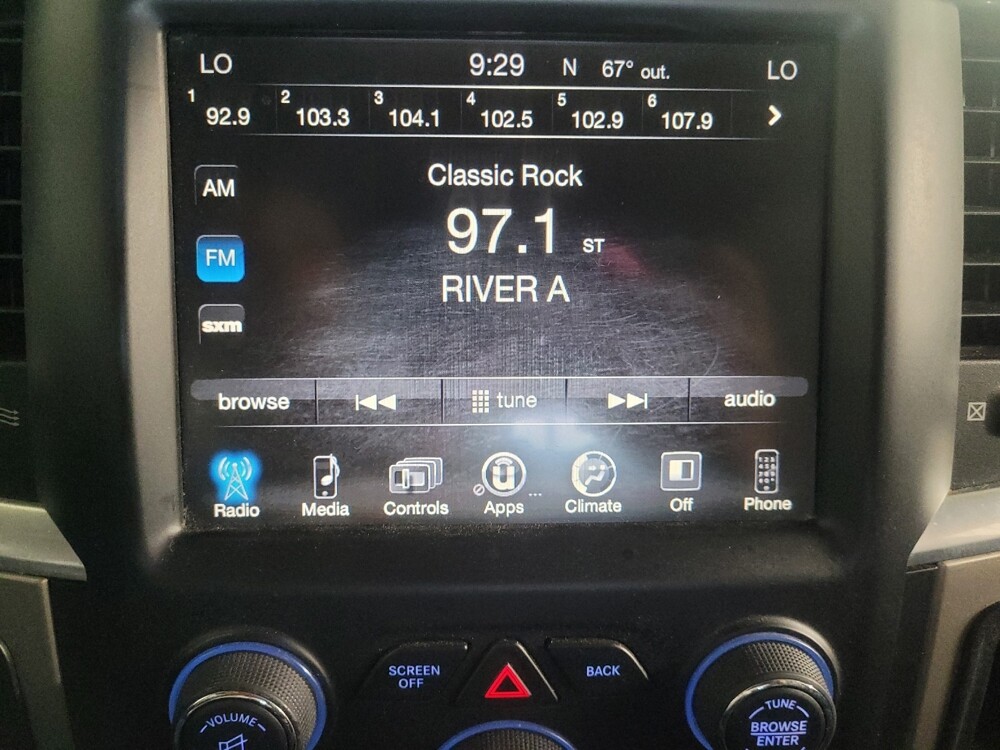 LO 9:29 N 67° out. LO
1 92.9 2 103.3 3 104.1 4 102.5 5 102.9 6 107.9
AM
Classic Rock
97.1 ST
FM
RIVER A
sxm
browse tune audio
Radio Media Controls Apps ... Climate Off Phone
SCREEN
OFF
BACK
VOLUME
TUNE
BROWSE
ENTER